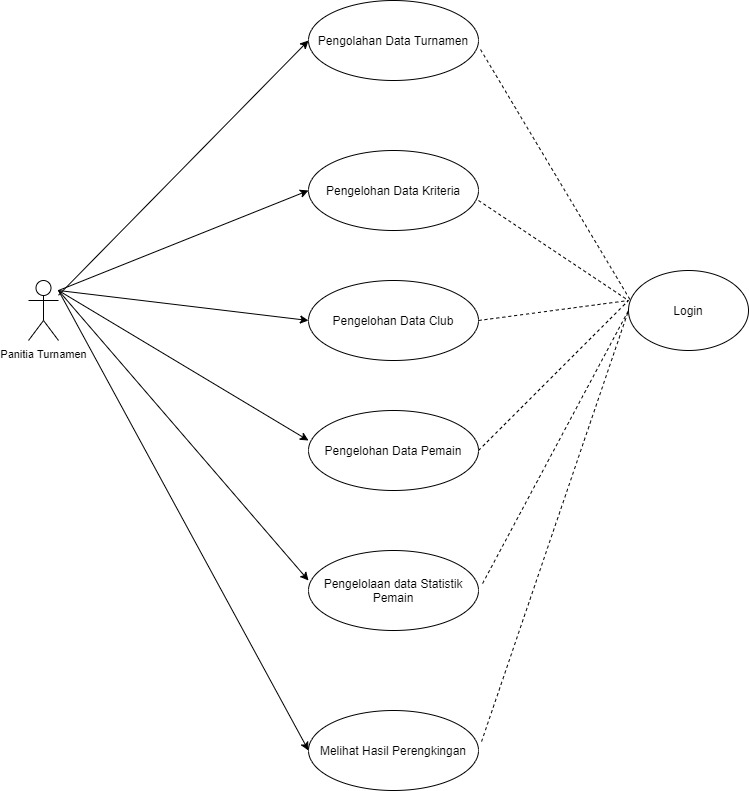 Pengolahan Data Turnamen
Pengelohan Data Kriteria
Panitia Turnamen
Pengelohan Data Club
Login
Pengelohan Data Pemain
Pengelolaan data Statistik
Pemain
Melihat Hasil Perengkingan